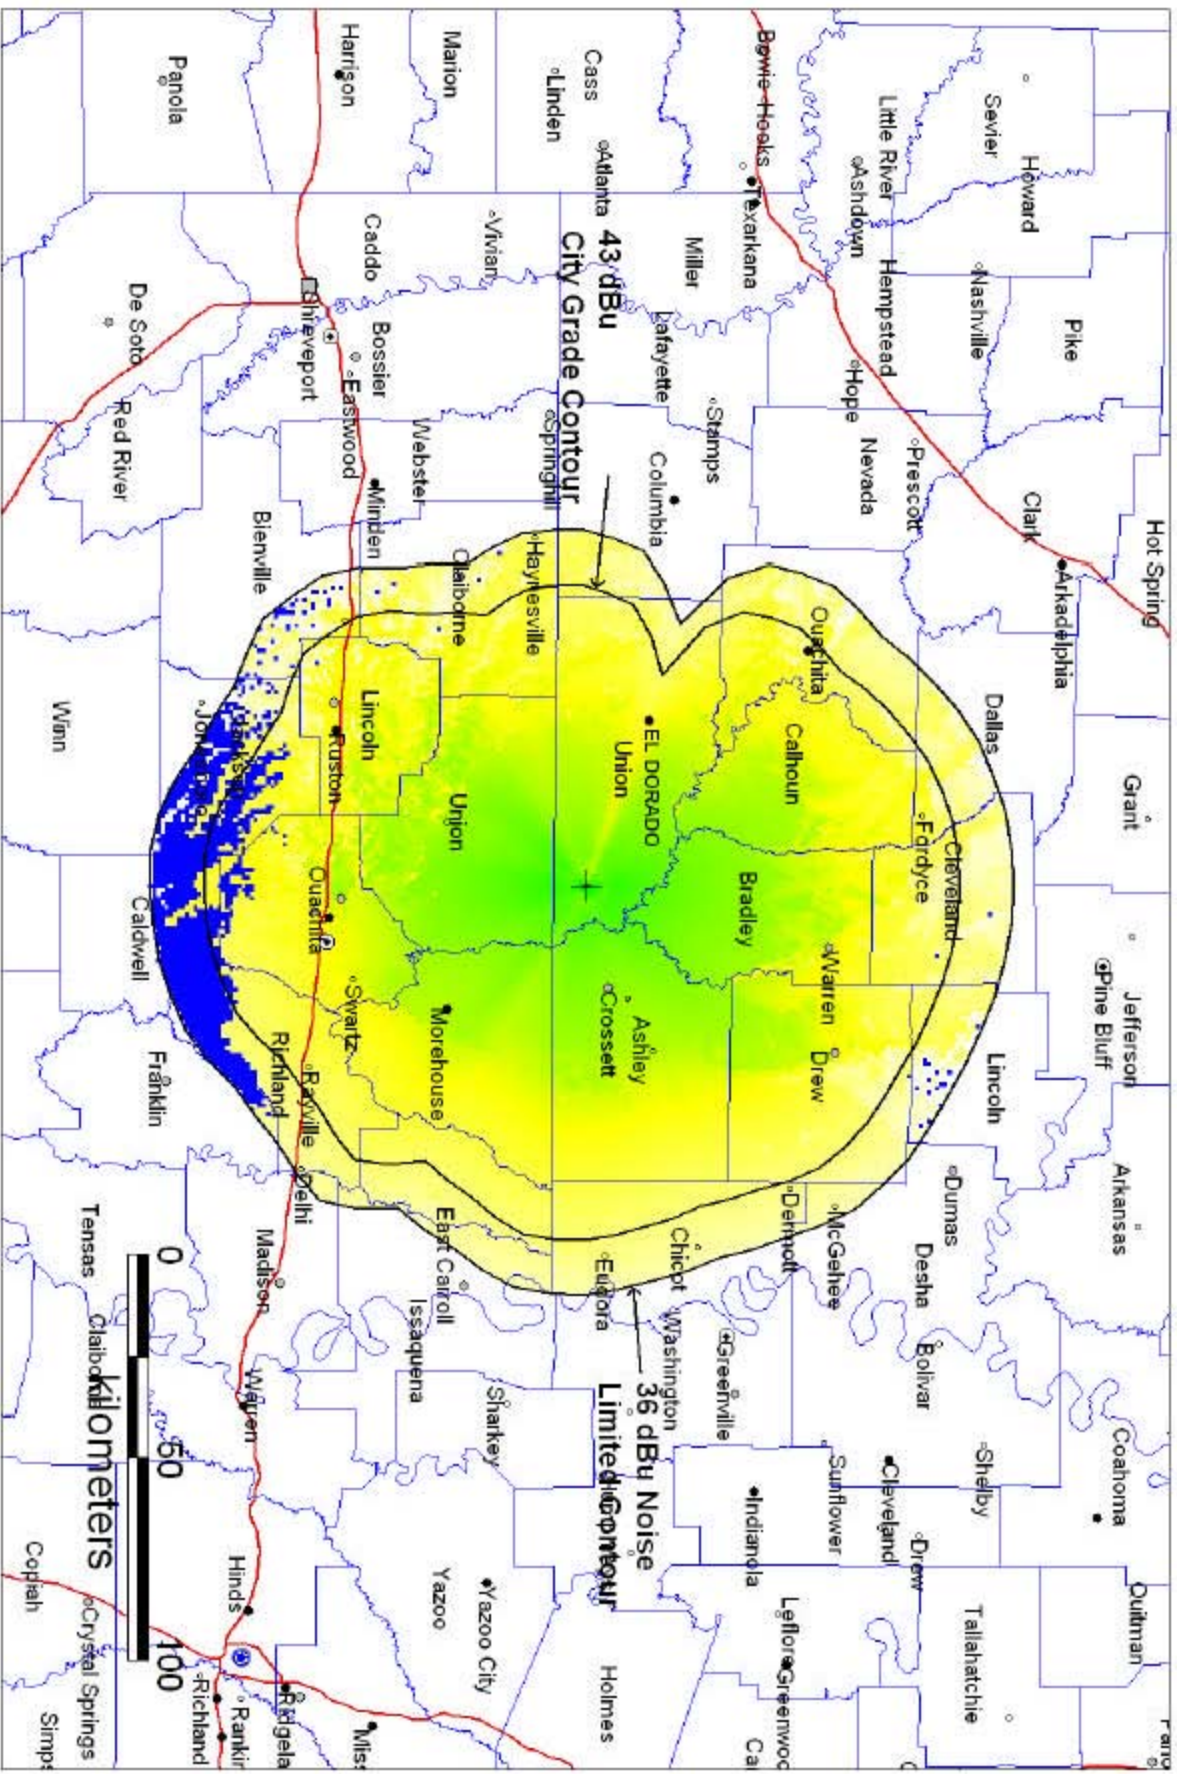 Hot Spring
Grant
Jefferson
Pine Bluff
Arkansas
Coahoma
Quitman
Sevier
Howard
Pike
Clark
Arkadelphia
Dallas
Lincoln
Dumas
Desha
Bolivar
Shelby
Tallahatchie
Little River
Ashdown
Hempstead
Nashville
Hope
Nevada
Prescott
Ouachita
Calhoun
Fordyce
Cleveland
Warren
Drew
McGehee
Dermott
Sunflower
Cleveland
Drew
Leflore
Greenwoo
Bowie
Hooks
Texarkana
Miller
Lafayette
Stamps
Columbia
EL DORADO
Union
Bradley
Ashley
Crossett
Chicot
Eudora
Washington
Greenville
Indianola
Holmes
Cass
Linden
Atlanta
43 dBu
City Grade Contour
36 dBu Noise
Limited Contour
Marion
Harrison
Panola
Vivian
Caddo
Bossier
Shreveport
Eastwood
Springhill
Webster
Minden
Haynesville
Claiborne
Lincoln
Ruston
Union
Ouachita
Swartz
Morehouse
Richland
Rayville
Delhi
East Carroll
Madison
Issaquena
Sharkey
Warren
Yazoo
Yazoo City
Hinds
De Soto
Red River
Bienville
Winn
Caldwell
Franklin
Tensas
Copiah
Crystal Springs
Richland
Rankin
Ridgela
Miss
Simps
0 50 100
kilometers